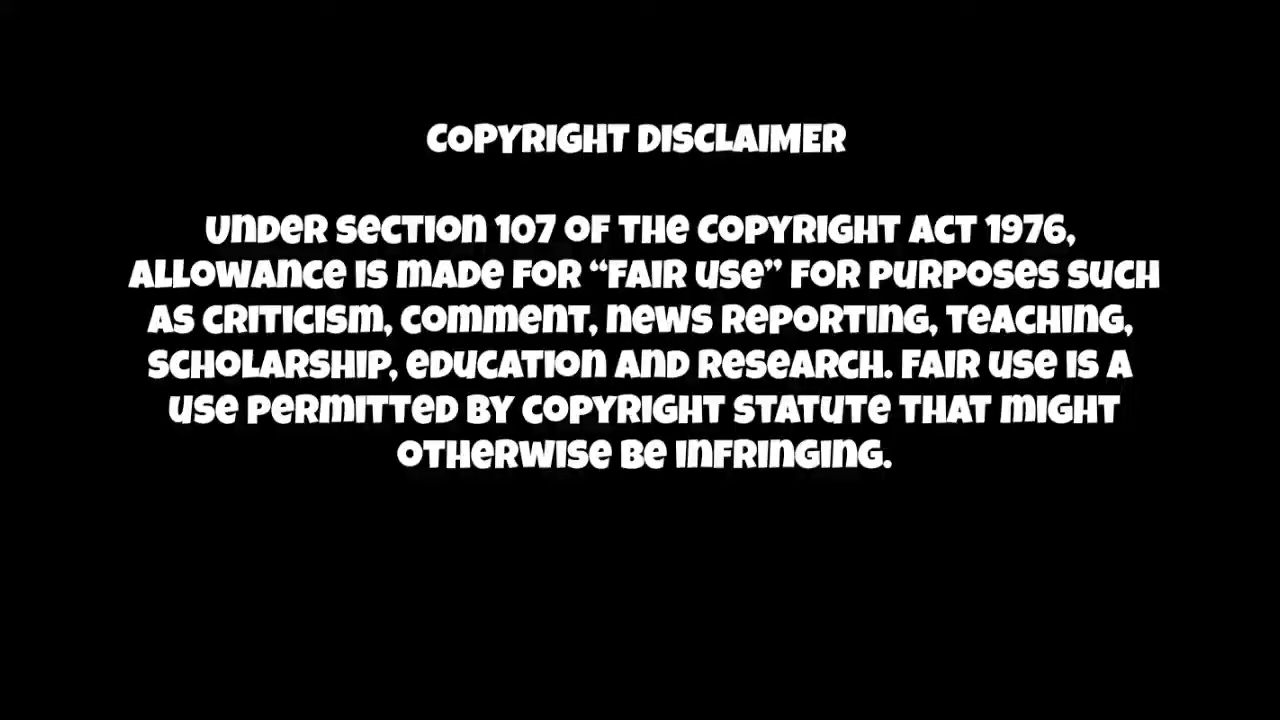 COPYRIGHT DISCLAIMER
UNDER SECTION 107 OF THE COPYRIGHT ACT 1976,
ALLOWANCE IS MADE FOR “FAIR USE” FOR PURPOSES SUCH
AS CRITICISM, COMMENT, NEWS REPORTING, TEACHING,
SCHOLARSHIP, EDUCATION AND RESEARCH. FAIR USE IS A
USE PERMITTED BY COPYRIGHT STATUTE THAT MIGHT
OTHERWISE BE INFRINGING.